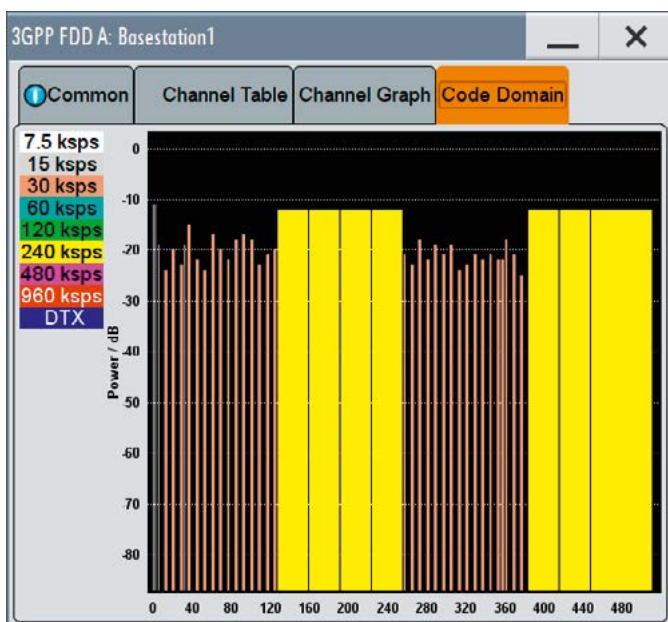 3GPP FDD A: Basestation1
Common Channel Table Channel Graph Code Domain
7.5 ksps
15 ksps
30 ksps
60 ksps
120 ksps
240 ksps
480 ksps
960 ksps
DTX
Power / dB
0
-10
-20
-30
-40
-50
-60
-70
-80
0 40 80 120 160 200 240 280 320 360 400 440 480